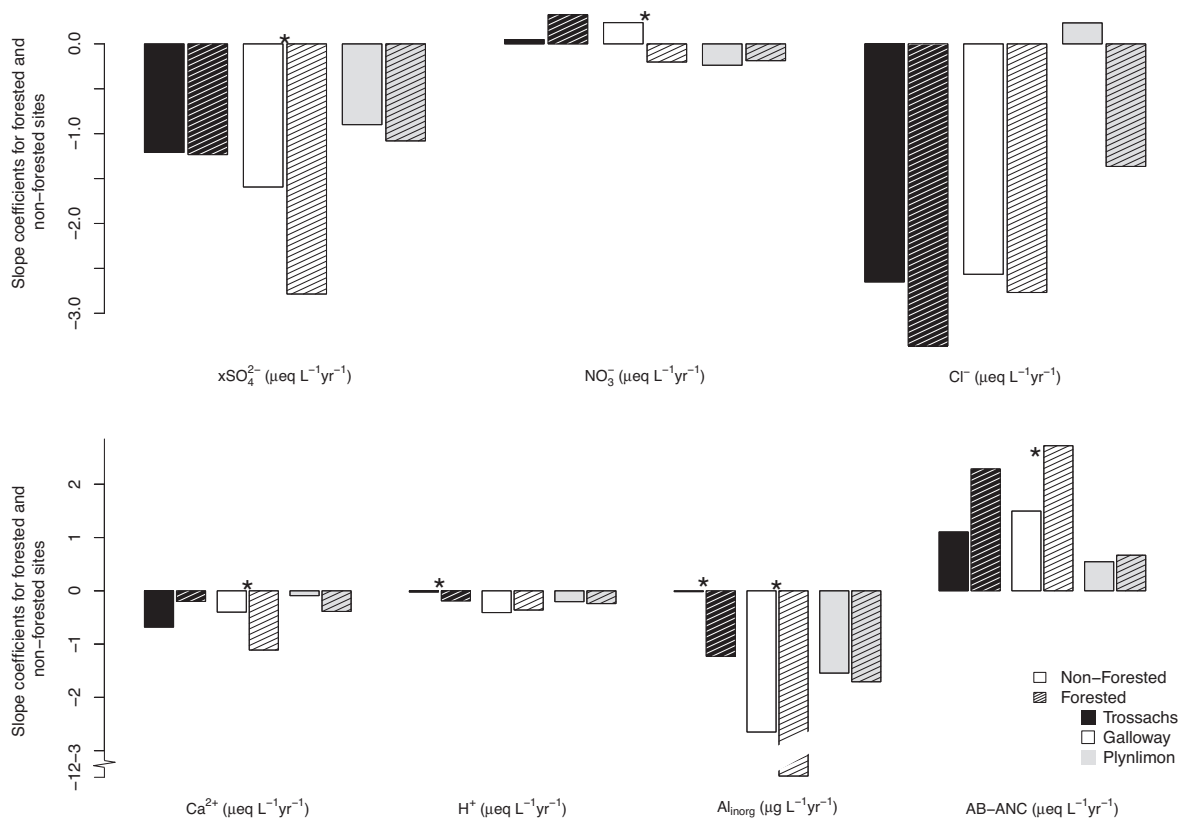 Slope coefficients for forested and
non−forested sites
0.0
−1.0
−2.0
−3.0
*
*
xSO₄²⁻ (µeq L⁻¹yr⁻¹)
NO₃⁻ (µeq L⁻¹yr⁻¹)
Cl⁻ (µeq L⁻¹yr⁻¹)
Slope coefficients for forested and
non−forested sites
2
1
0
−1
−2
−3
−12
*
*
*
*
*
Non−Forested
Forested
Trossachs
Galloway
Plynlimon
Ca²⁺ (µeq L⁻¹yr⁻¹)
H⁺ (µeq L⁻¹yr⁻¹)
Al_inorg (µg L⁻¹yr⁻¹)
AB−ANC (µeq L⁻¹yr⁻¹)